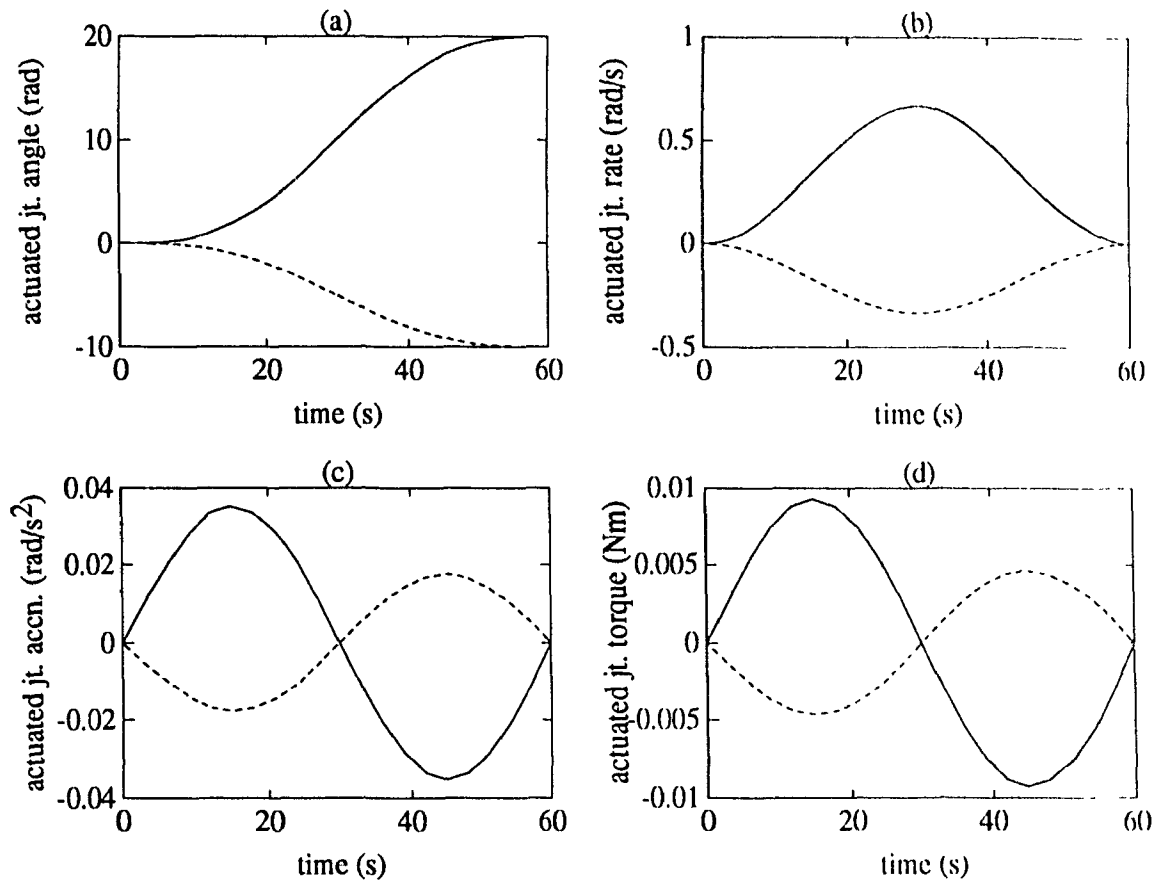 (a)
actuated jt. angle (rad)
20
10
0
-10
0 20 40 60
time (s)
(b)
actuated jt. rate (rad/s)
1
0.5
0
-0.5
0 20 40 60
time (s)
(c)
actuated jt. accn. (rad/s²)
0.04
0.02
0
-0.02
-0.04
0 20 40 60
time (s)
(d)
actuated jt. torque (Nm)
0.01
0.005
0
-0.005
-0.01
0 20 40 60
time (s)